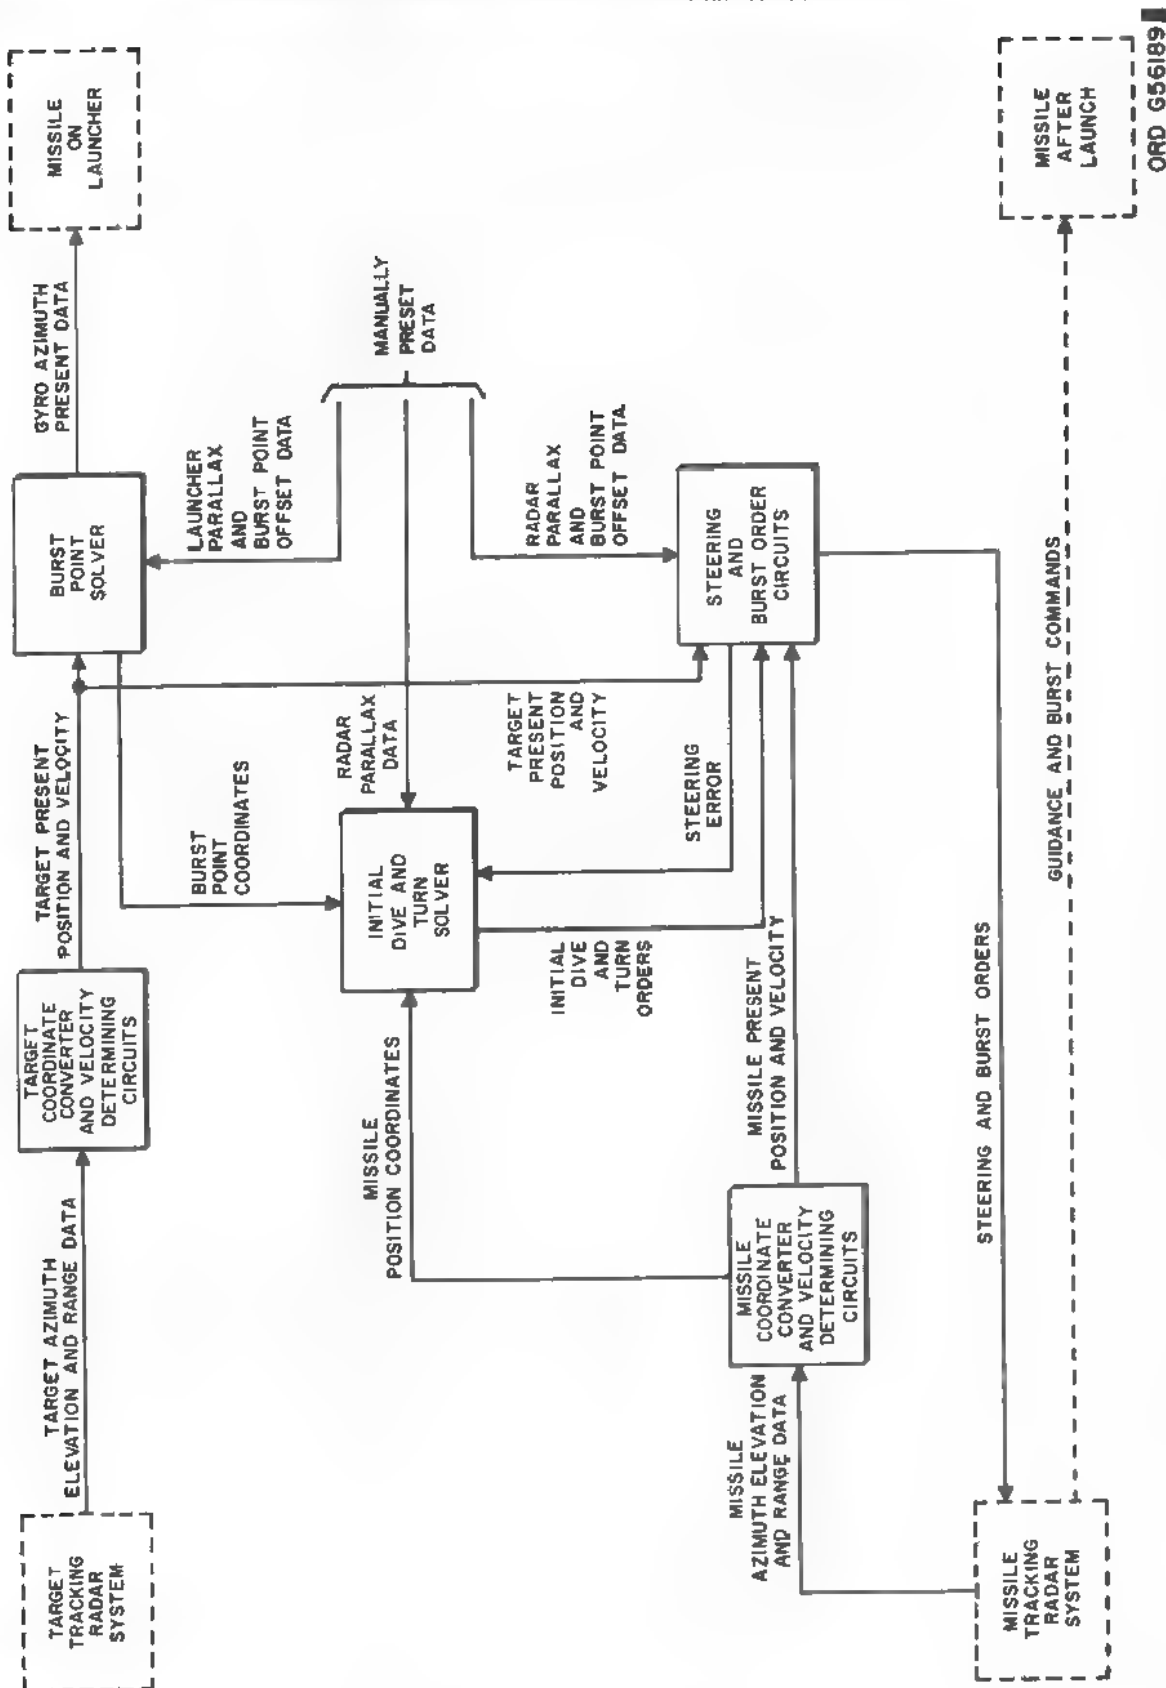 TARGET
TRACKING
RADAR
SYSTEM
TARGET AZIMUTH
ELEVATION AND RANGE DATA
TARGET
COORDINATE
CONVERTER
AND VELOCITY
DETERMINING
CIRCUITS
TARGET PRESENT
POSITION AND VELOCITY
BURST
POINT
SOLVER
GYRO AZIMUTH
PRESENT DATA
MISSILE
ON
LAUNCHER
BURST
POINT
COORDINATES
LAUNCHER
PARALLAX
AND
BURST POINT
OFFSET DATA
MISSILE
POSITION COORDINATES
INITIAL
DIVE AND
TURN
SOLVER
RADAR
PARALLAX
DATA
MANUALLY
PRESET
DATA
TARGET
PRESENT
POSITION
AND
VELOCITY
RADAR
PARALLAX
AND
BURST POINT
OFFSET DATA
INITIAL
DIVE
AND
TURN
ORDERS
STEERING
ERROR
STEERING
AND
BURST ORDER
CIRCUITS
MISSILE
AZIMUTH ELEVATION
AND RANGE DATA
MISSILE
COORDINATE
CONVERTER
AND VELOCITY
DETERMINING
CIRCUITS
MISSILE PRESENT
POSITION AND VELOCITY
STEERING AND BURST ORDERS
MISSILE
TRACKING
RADAR
SYSTEM
GUIDANCE AND BURST COMMANDS
MISSILE
AFTER
LAUNCH
ORD G56189